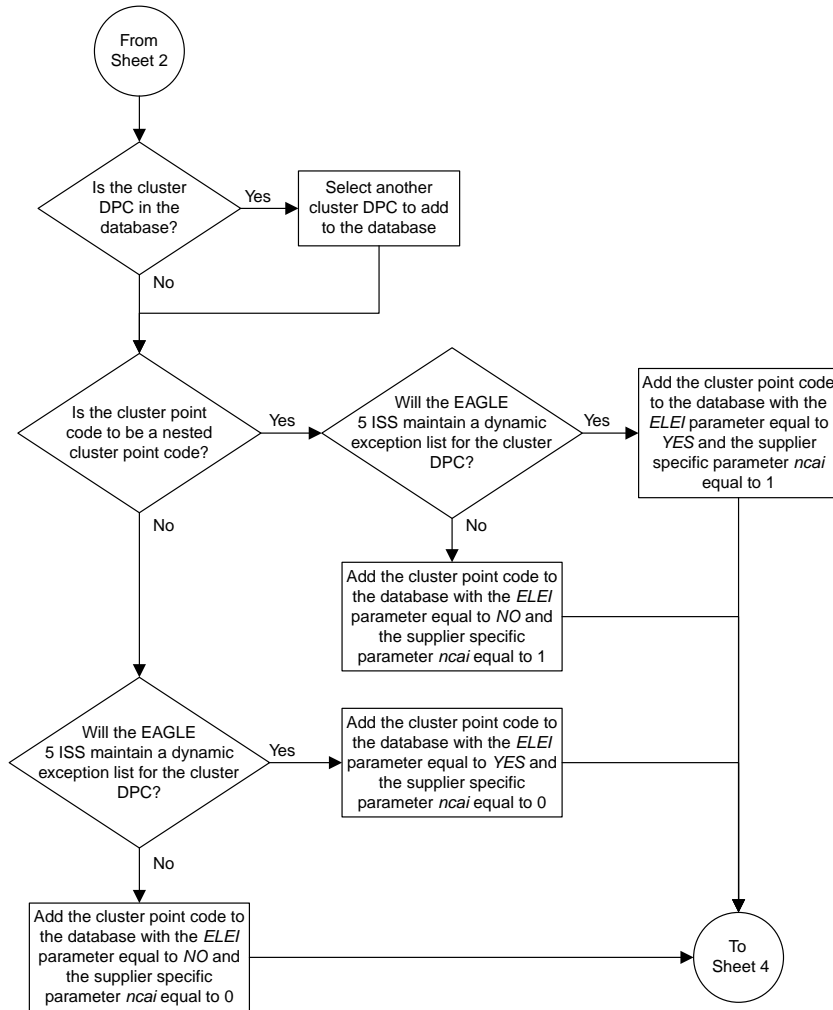 From
Sheet 2
Is the cluster
DPC in the
database?
Yes
Select another
cluster DPC to add
to the database
No
Is the cluster point
code to be a nested
cluster point code?
Yes
Will the EAGLE
5 ISS maintain a dynamic
exception list for the cluster
DPC?
Yes
Add the cluster point code
to the database with the
ELEI parameter equal to
YES and the supplier
specific parameter ncai
equal to 1
No
No
Add the cluster point code to
the database with the ELEI
parameter equal to NO and
the supplier specific
parameter ncai equal to 1
Will the EAGLE
5 ISS maintain a dynamic
exception list for the cluster
DPC?
Yes
Add the cluster point code to
the database with the ELEI
parameter equal to YES and
the supplier specific
parameter ncai equal to 0
No
Add the cluster point code to
the database with the ELEI
parameter equal to NO and
the supplier specific
parameter ncai equal to 0
To
Sheet 4